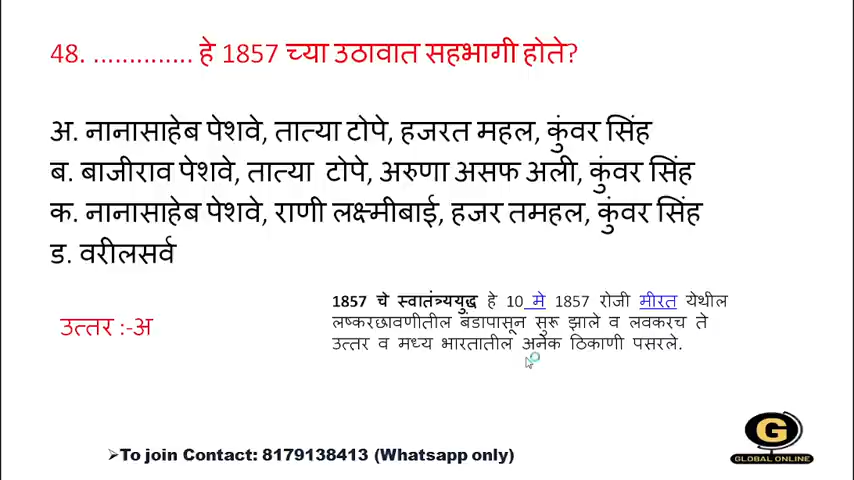 48. .............. हे 1857 च्या उठावात सहभागी होते?
अ. नानासाहेब पेशवे, तात्या टोपे, हजरत महल, कुंवर सिंह
ब. बाजीराव पेशवे, तात्या टोपे, अरुणा असफ अली, कुंवर सिंह
क. नानासाहेब पेशवे, राणी लक्ष्मीबाई, हजर तमहल, कुंवर सिंह
ड. वरीलसर्व
उत्तर :-अ
1857 चे स्वातंत्र्ययुद्ध हे 10 मे 1857 रोजी मीरत येथील
लष्करछावणीतील बंडापासून सुरू झाले व लवकरच ते
उत्तर व मध्य भारतातील अनेक ठिकाणी पसरले.
G
GLOBAL ONLINE
➢To join Contact: 8179138413 (Whatsapp only)